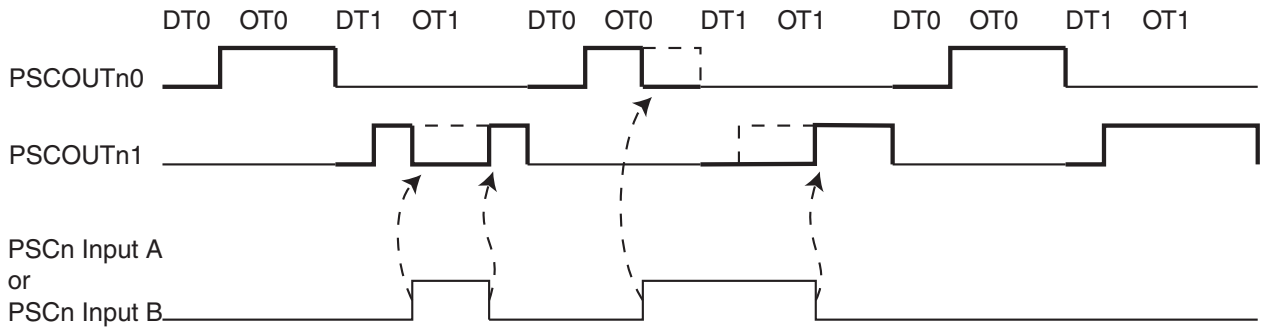 DT0 OT0 DT1 OT1 DT0 OT0 DT1 OT1 DT0 OT0 DT1 OT1
PSCOUTn0
PSCOUTn1
PSCn Input A
or
PSCn Input B